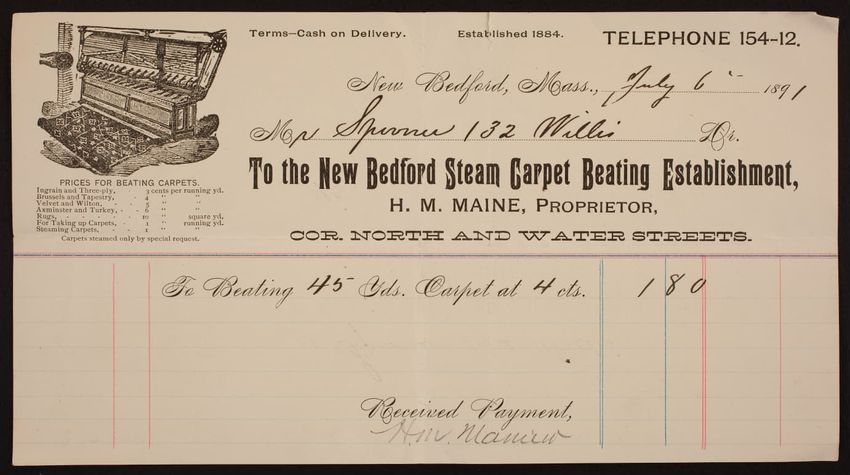 Terms—Cash on Delivery. Established 1884. TELEPHONE 154-12.
New Bedford, Mass., July 6" 1891
Mr Spooner 132 Willis Dr.
To the New Bedford Steam Carpet Beating Establishment,
H. M. MAINE, PROPRIETOR,
COR. NORTH AND WATER STREETS.
PRICES FOR BEATING CARPETS.
Ingrain and Three-ply, - 3 cents per running yd.
Brussels and Tapestry, - 4 " "
Velvet and Wilton, - - 5 " "
Axminster and Turkey, - - 6 " "
Rugs, - - - 10 " square yd.
For Taking up Carpets, - - 1 " running yd.
Steaming Carpets, - - 1 " "
Carpets steamed only by special request.
To Beating 45 Yds. Carpet at 4 cts. 1 80
Received Payment,
H. M.